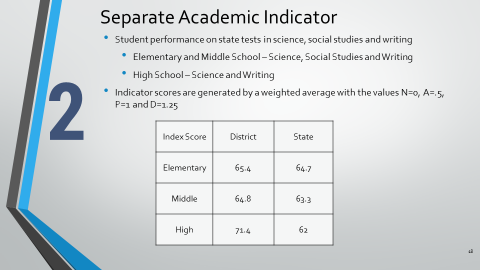 Separate Academic Indicator
Student performance on state tests in science, social studies and writing
Elementary and Middle School – Science, Social Studies and Writing
High School – Science and Writing
Indicator scores are generated by a weighted average with the values N=0, A=.5,
P=1 and D=1.25
2
Index Score District State
Elementary 65.4 64.7
Middle 64.8 63.3
High 71.4 62